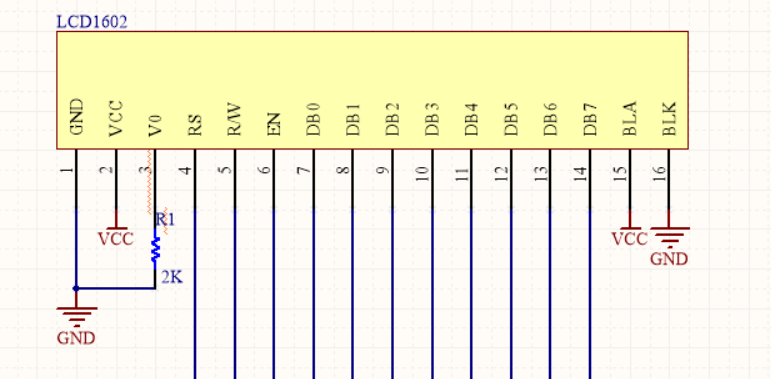 LCD1602
GND VCC V0 RS R/W EN DB0 DB1 DB2 DB3 DB4 DB5 DB6 DB7 BLA BLK
1 2 3 4 5 6 7 8 9 10 11 12 13 14 15 16
R1
VCC VCC
GND
2K
GND